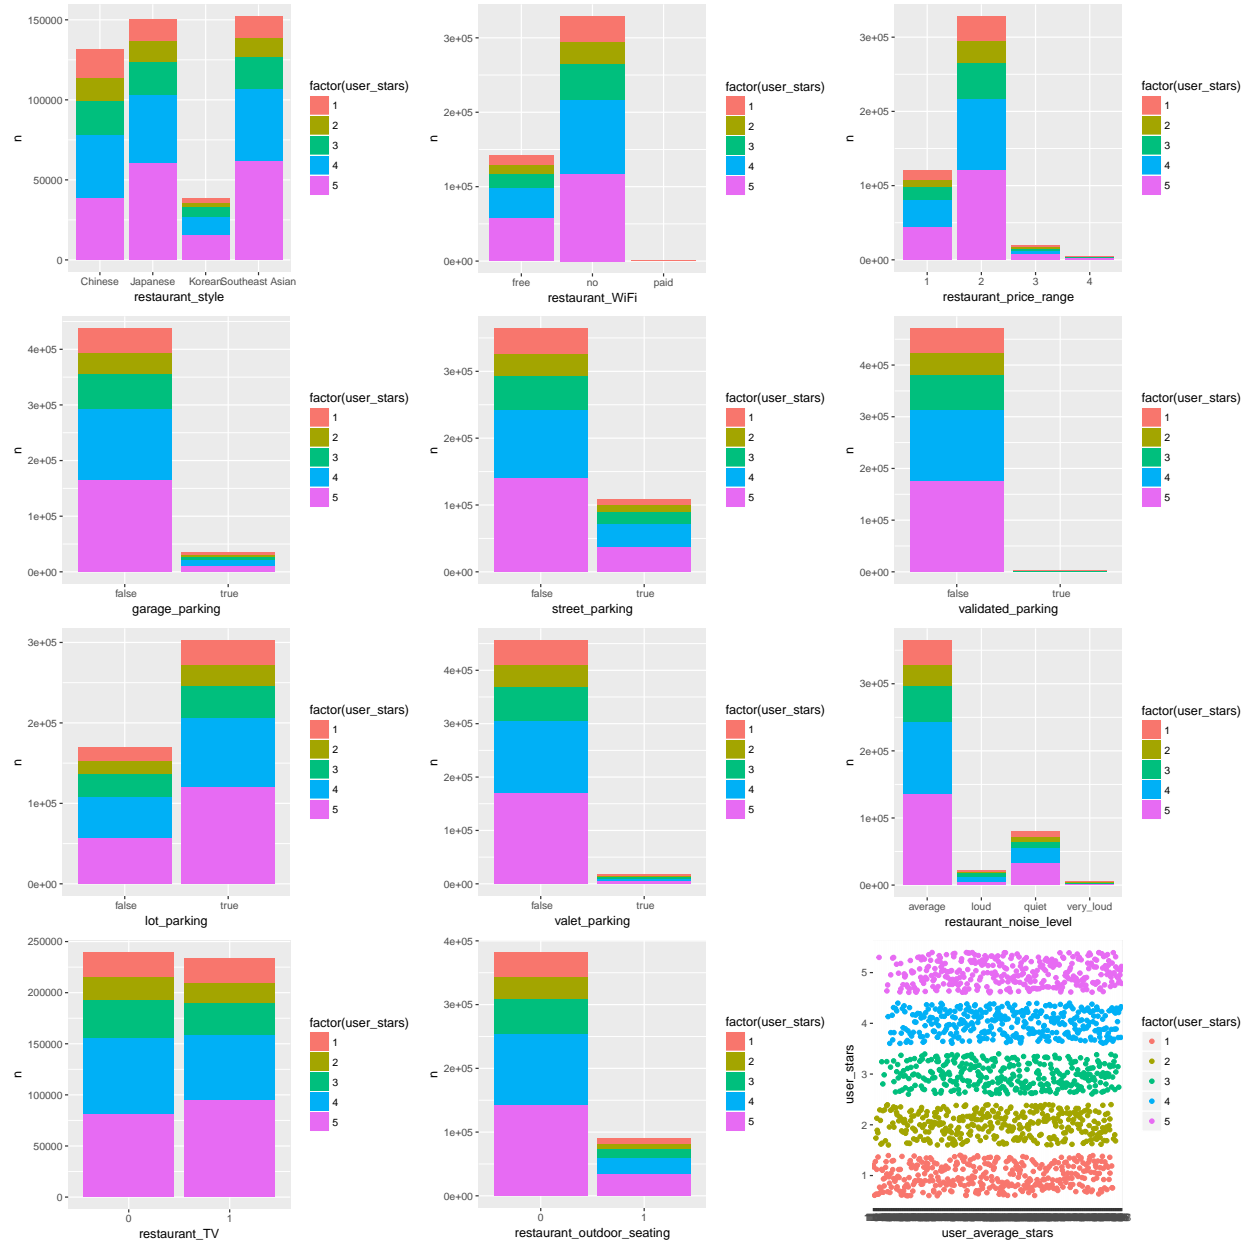 150000
100000
50000
0
n
Chinese Japanese Korean Southeast Asian
restaurant_style
factor(user_stars)
1
2
3
4
5
3e+05
2e+05
1e+05
0e+00
n
free no paid
restaurant_WiFi
factor(user_stars)
1
2
3
4
5
3e+05
2e+05
1e+05
0e+00
n
1 2 3 4
restaurant_price_range
factor(user_stars)
1
2
3
4
5
4e+05
3e+05
2e+05
1e+05
0e+00
n
false true
garage_parking
factor(user_stars)
1
2
3
4
5
3e+05
2e+05
1e+05
0e+00
n
false true
street_parking
factor(user_stars)
1
2
3
4
5
4e+05
3e+05
2e+05
1e+05
0e+00
n
false true
validated_parking
factor(user_stars)
1
2
3
4
5
3e+05
2e+05
1e+05
0e+00
n
false true
lot_parking
factor(user_stars)
1
2
3
4
5
4e+05
3e+05
2e+05
1e+05
0e+00
n
false true
valet_parking
factor(user_stars)
1
2
3
4
5
3e+05
2e+05
1e+05
0e+00
n
average loud quiet very_loud
restaurant_noise_level
factor(user_stars)
1
2
3
4
5
250000
200000
150000
100000
50000
0
n
0 1
restaurant_TV
factor(user_stars)
1
2
3
4
5
4e+05
3e+05
2e+05
1e+05
0e+00
n
0 1
restaurant_outdoor_seating
factor(user_stars)
1
2
3
4
5
5
4
3
2
1
user_stars
user_average_stars
factor(user_stars)
1
2
3
4
5